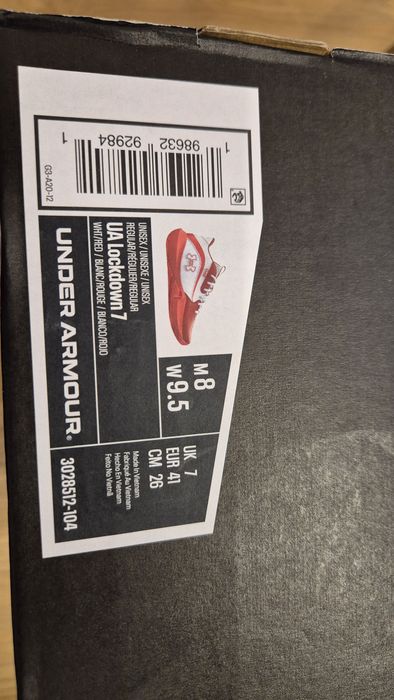 1 98632 92984 1
G3-A20-12
UNISEX / UNISEXE / UNISEX
REGULAR/REGULIER/REGULAR
UA Lockdown 7
WHT/RED / BLANC/ROUGE / BLANCO/ROJO
UNDER ARMOUR®
M 8
W 9.5
UK 7
EUR 41
CM 26
Made In Vietnam
Fabriqué Au Vietnam
Hecho En Vietnam
Feito No Vietnã
3028512-104